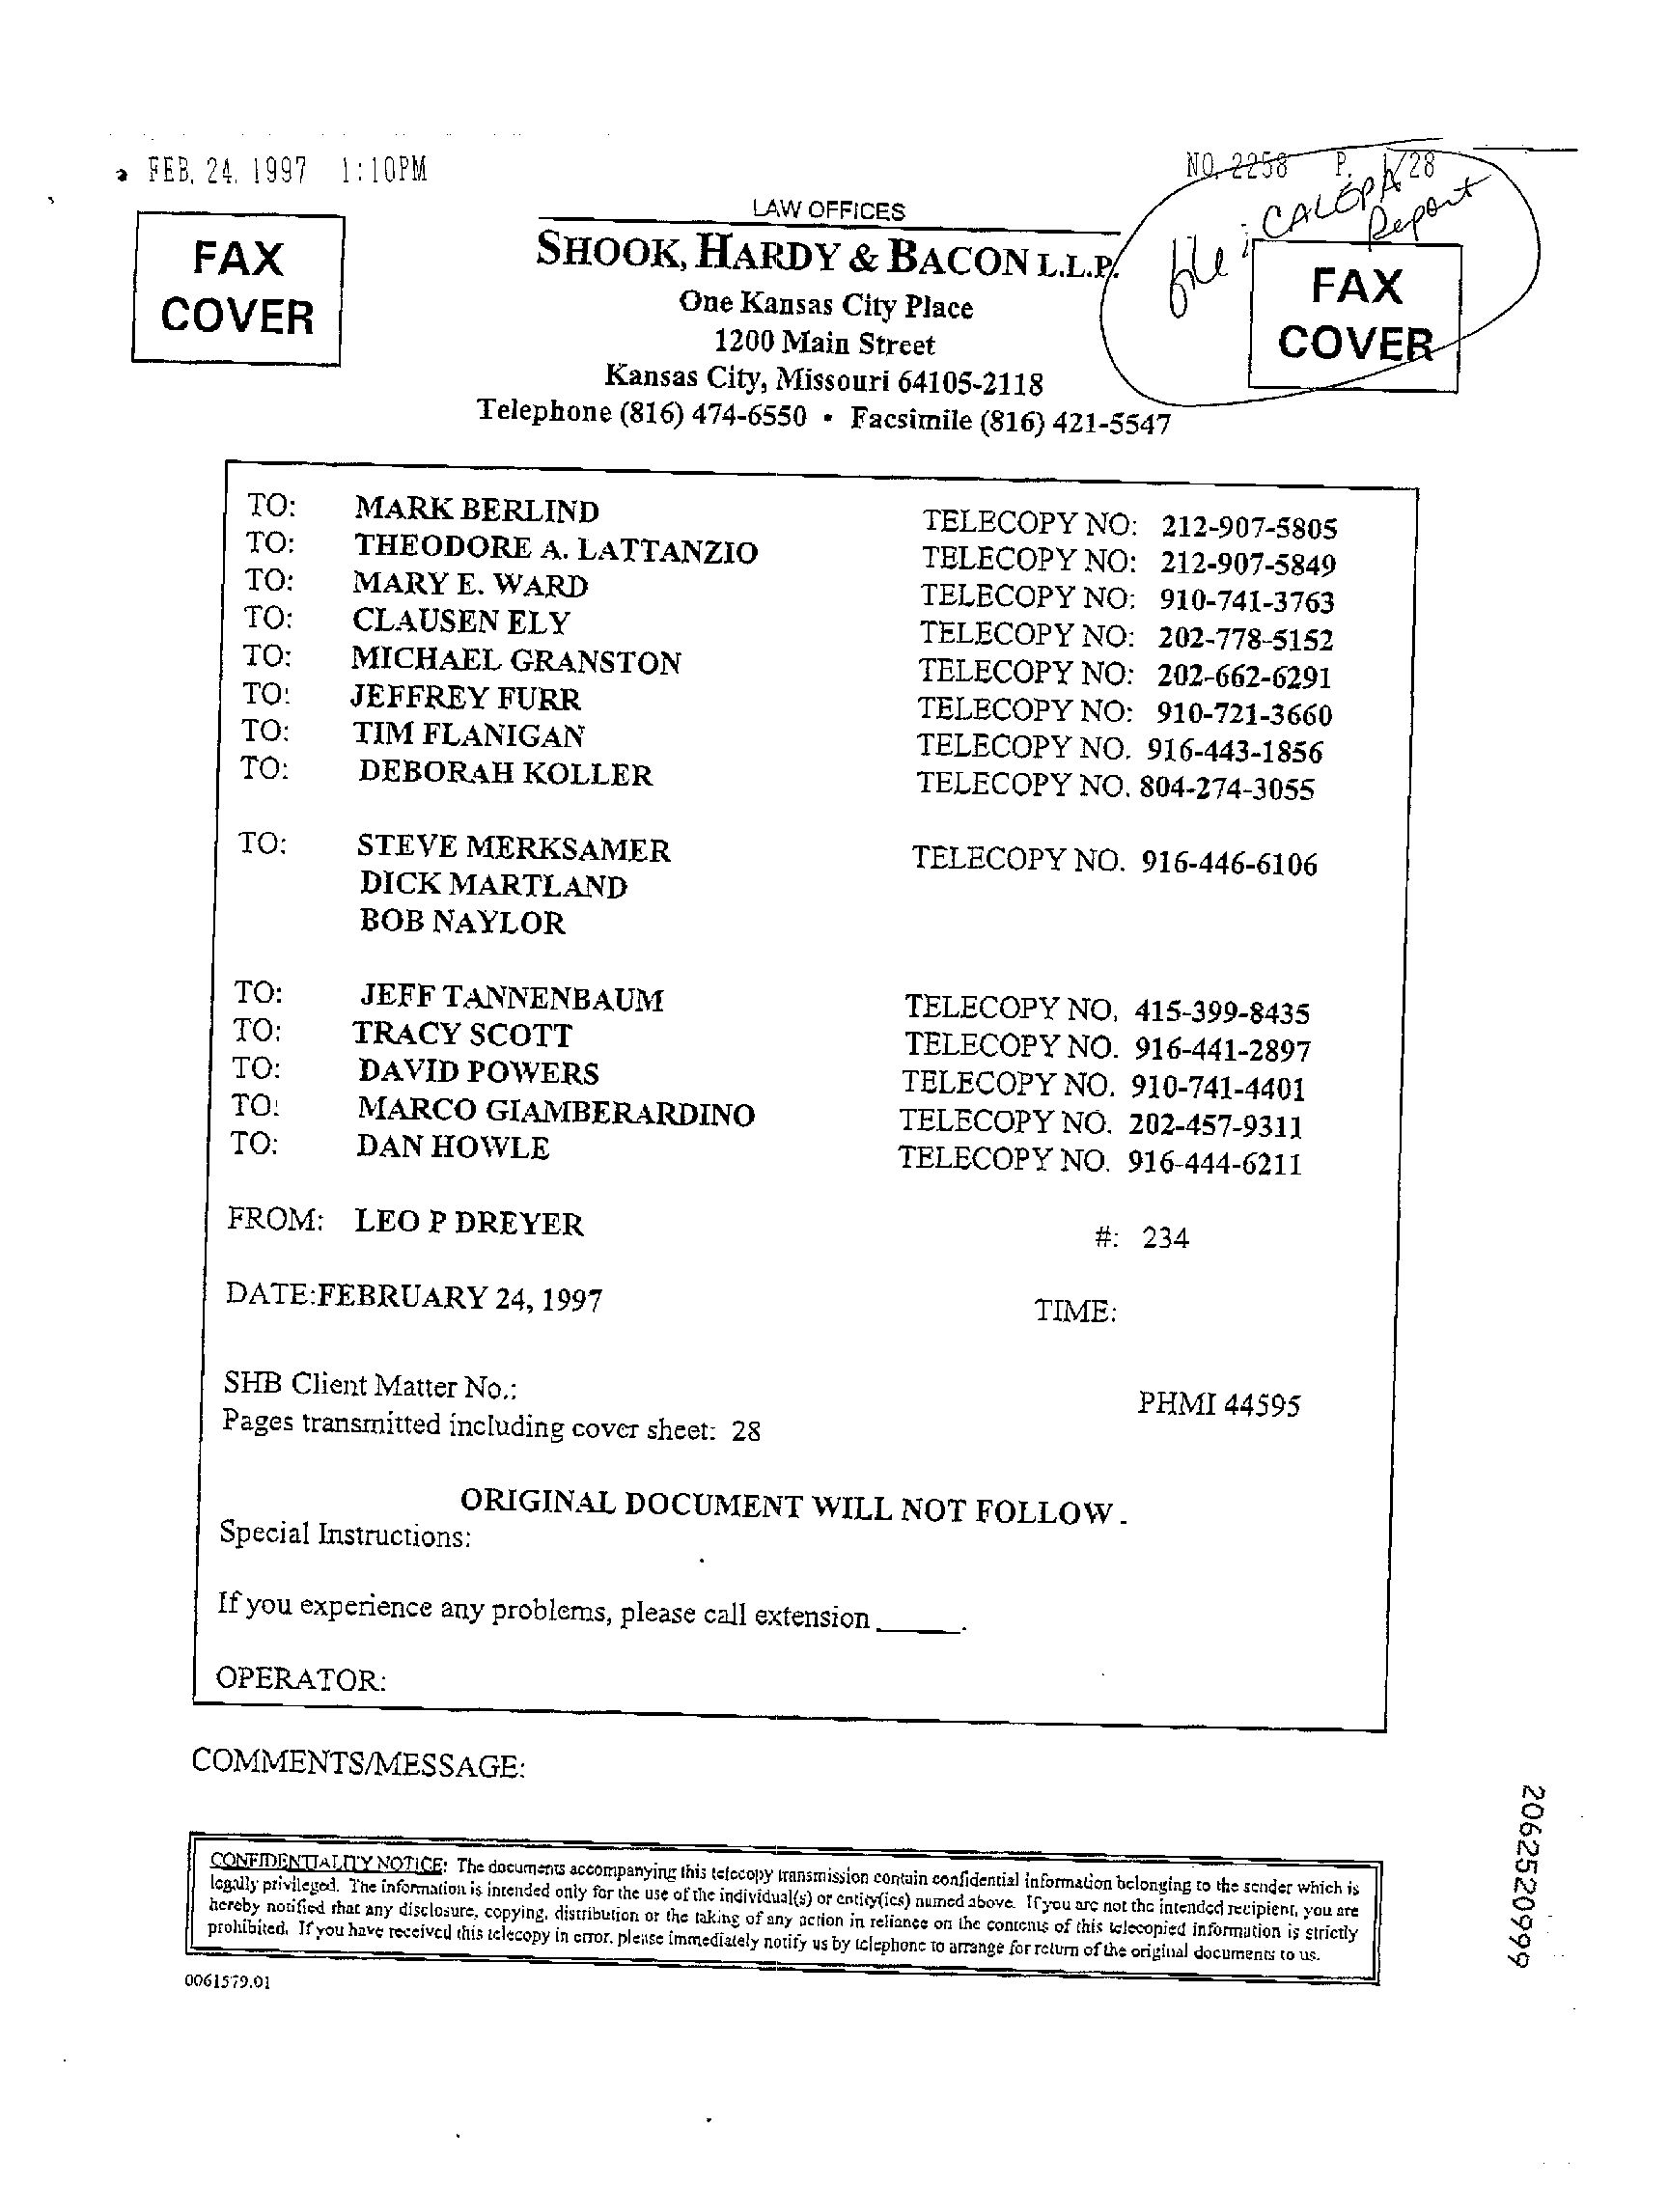 FEB. 24. 1997 1:10PM NO. 2258 P. 1/28
file: CALEPA Report
FAX COVER
LAW OFFICES
SHOOK, HARDY & BACON L.L.P.
One Kansas City Place
1200 Main Street
Kansas City, Missouri 64105-2118
Telephone (816) 474-6550 • Facsimile (816) 421-5547
FAX COVER
TO: MARK BERLIND TELECOPY NO: 212-907-5805
TO: THEODORE A. LATTANZIO TELECOPY NO: 212-907-5849
TO: MARY E. WARD TELECOPY NO: 910-741-3763
TO: CLAUSEN ELY TELECOPY NO: 202-778-5152
TO: MICHAEL GRANSTON TELECOPY NO: 202-662-6291
TO: JEFFREY FURR TELECOPY NO: 910-721-3660
TO: TIM FLANIGAN TELECOPY NO. 916-443-1856
TO: DEBORAH KOLLER TELECOPY NO. 804-274-3055
TO: STEVE MERKSAMER TELECOPY NO. 916-446-6106
DICK MARTLAND
BOB NAYLOR
TO: JEFF TANNENBAUM TELECOPY NO. 415-399-8435
TO: TRACY SCOTT TELECOPY NO. 916-441-2897
TO: DAVID POWERS TELECOPY NO. 910-741-4401
TO: MARCO GIAMBERARDINO TELECOPY NO. 202-457-9311
TO: DAN HOWLE TELECOPY NO. 916-444-6211
FROM: LEO P DREYER #: 234
DATE:FEBRUARY 24, 1997 TIME:
SHB Client Matter No.: PHMI 44595
Pages transmitted including cover sheet: 28
ORIGINAL DOCUMENT WILL NOT FOLLOW.
Special Instructions:
If you experience any problems, please call extension _____.
OPERATOR:
COMMENTS/MESSAGE:
CONFIDENTIALITY NOTICE: The documents accompanying this telecopy transmission contain confidential information belonging to the sender which is
legally privileged. The information is intended only for the use of the individual(s) or entity(ies) named above. If you are not the intended recipient, you are
hereby notified that any disclosure, copying, distribution or the taking of any action in reliance on the contents of this telecopied information is strictly
prohibited. If you have received this telecopy in error, please immediately notify us by telephone to arrange for return of the original documents to us.
0061579.01
2062520999